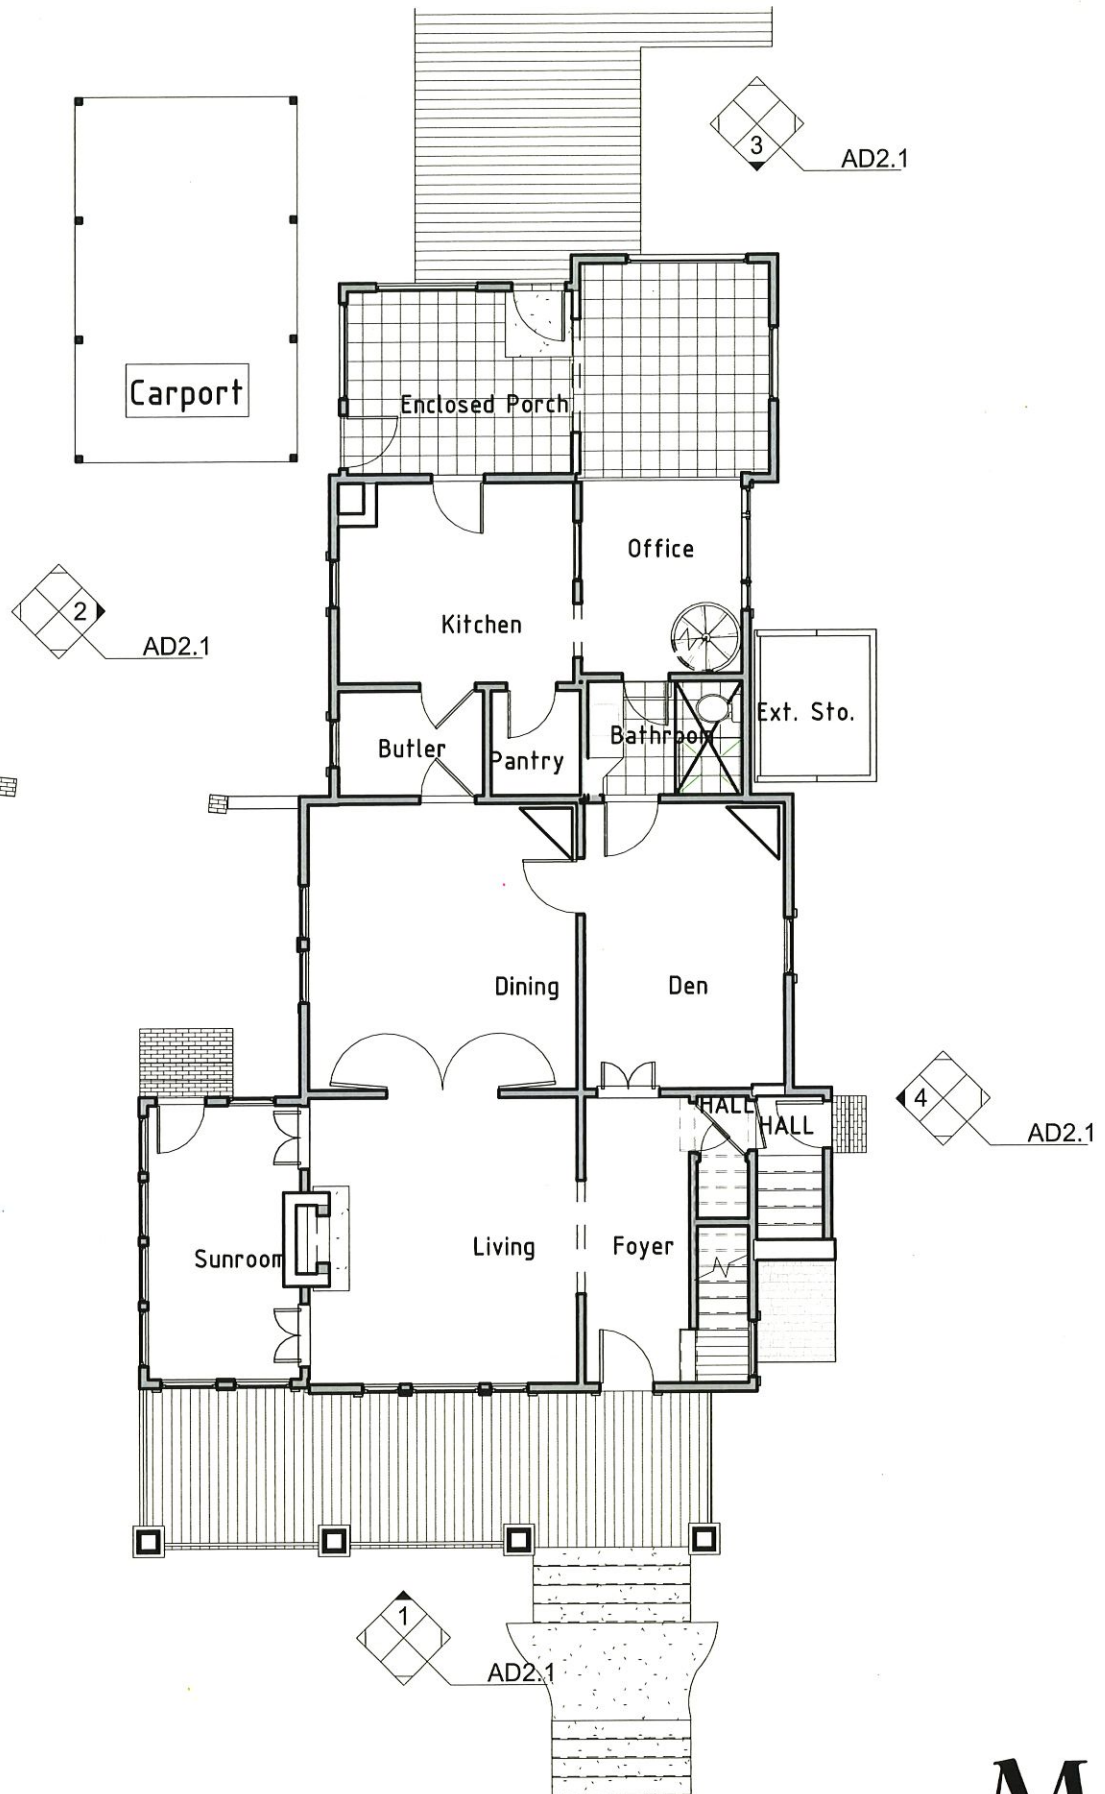 3
AD2.1
Carport
Enclosed Porch
Office
2
AD2.1
Kitchen
Ext. Sto.
Butler
Pantry
Bathroom
Dining
Den
4
AD2.1
HALL
HALL
Sunroom
Living
Foyer
1
AD2.1
M